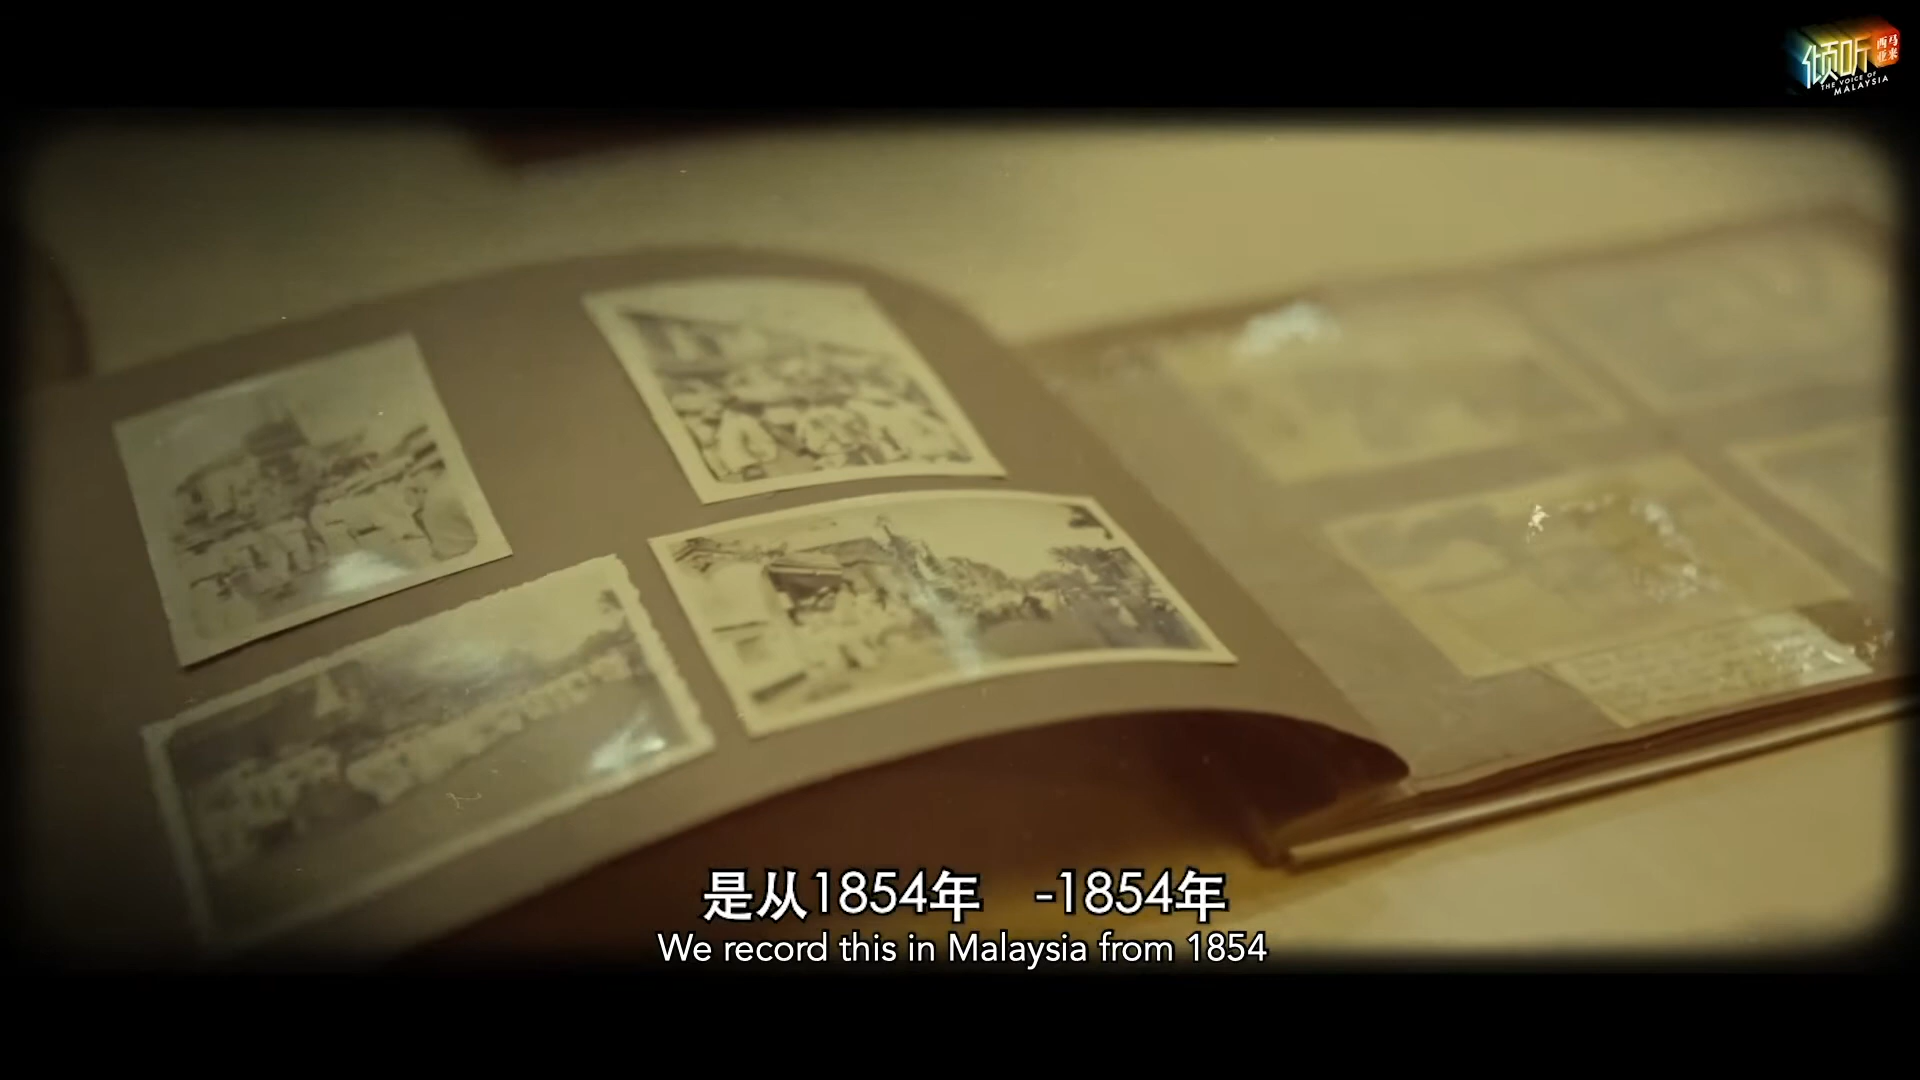 倾听
马来
西亚
THE VOICE OF
MALAYSIA
是从1854年 -1854年
We record this in Malaysia from 1854